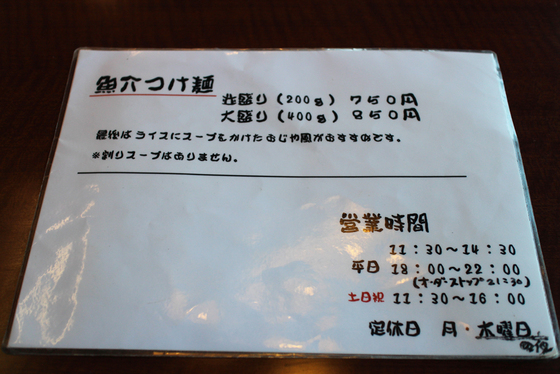 魚介つけ麺
並盛り(200g) 750円
大盛り(400g) 850円
最後は ライスにスープをかけたおじや風がおすすめです。
※割りスープはありません。
営業時間
11:30～14:30
平日 18:00～22:00
(オーダーストップ21:30)
土日祝 11:30～16:00
定休日 月・木曜日